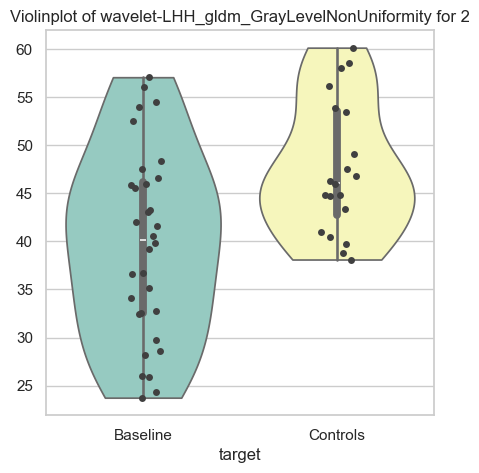 Violinplot of wavelet-LHH_gldm_GrayLevelNonUniformity for 2
60
55
50
45
40
35
30
25
Baseline
Controls
target